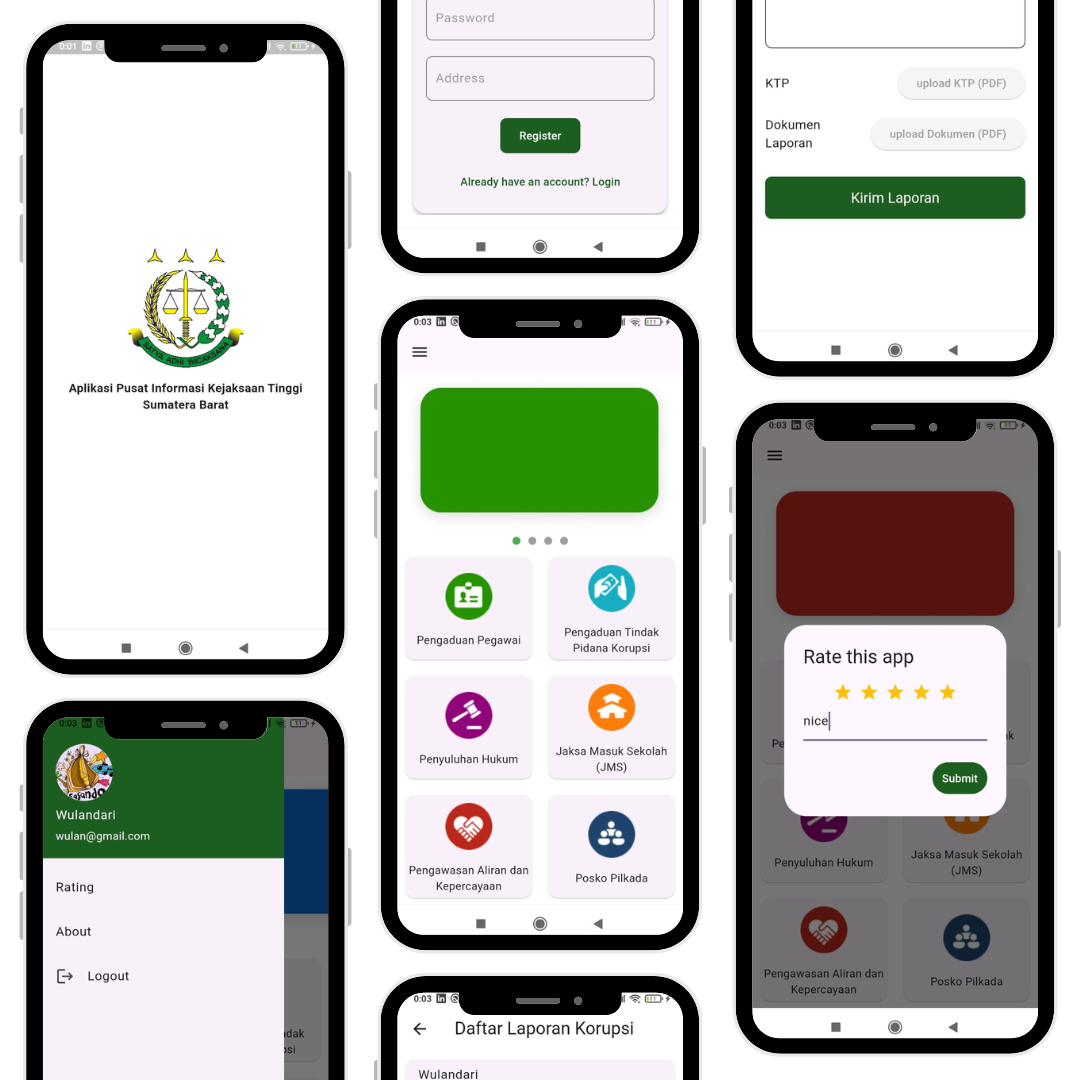 0:01
SATYA ADHI WICAKSANA
Aplikasi Pusat Informasi Kejaksaan Tinggi
Sumatera Barat
0:03
Wulandari
wulan@gmail.com
Rating
About
Logout
Password
Address
Register
Already have an account? Login
0:03
Pengaduan Pegawai
Pengaduan Tindak
Pidana Korupsi
Penyuluhan Hukum
Jaksa Masuk Sekolah
(JMS)
Pengawasan Aliran dan
Kepercayaan
Posko Pilkada
0:03
Daftar Laporan Korupsi
Wulandari
KTP
upload KTP (PDF)
Dokumen
Laporan
upload Dokumen (PDF)
Kirim Laporan
0:03
Rate this app
nice
Submit
Penyuluhan Hukum
Jaksa Masuk Sekolah
(JMS)
Pengawasan Aliran dan
Kepercayaan
Posko Pilkada